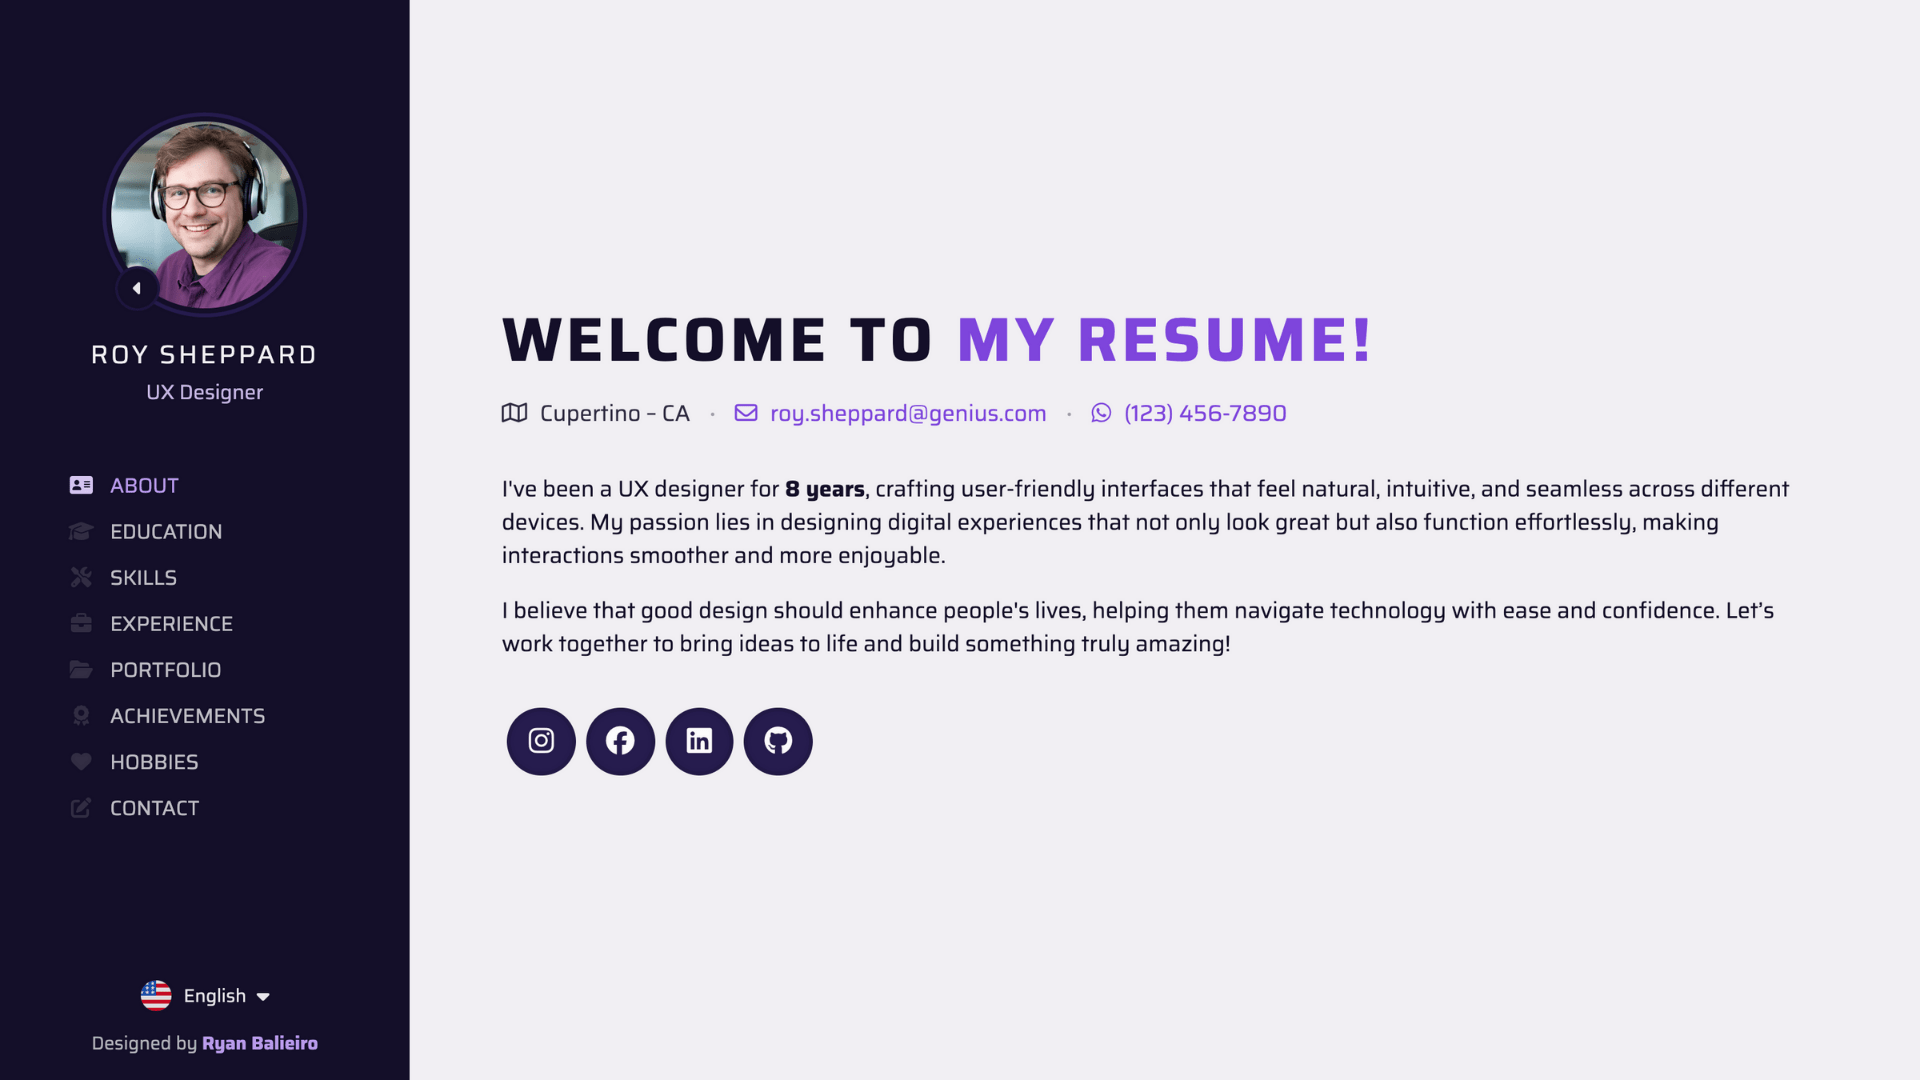 ROY SHEPPARD
UX Designer
ABOUT
EDUCATION
SKILLS
EXPERIENCE
PORTFOLIO
ACHIEVEMENTS
HOBBIES
CONTACT
English
Designed by Ryan Balieiro
WELCOME TO MY RESUME!
Cupertino – CA · roy.sheppard@genius.com · (123) 456-7890
I've been a UX designer for 8 years, crafting user-friendly interfaces that feel natural, intuitive, and seamless across different
devices. My passion lies in designing digital experiences that not only look great but also function effortlessly, making
interactions smoother and more enjoyable.
I believe that good design should enhance people's lives, helping them navigate technology with ease and confidence. Let’s
work together to bring ideas to life and build something truly amazing!